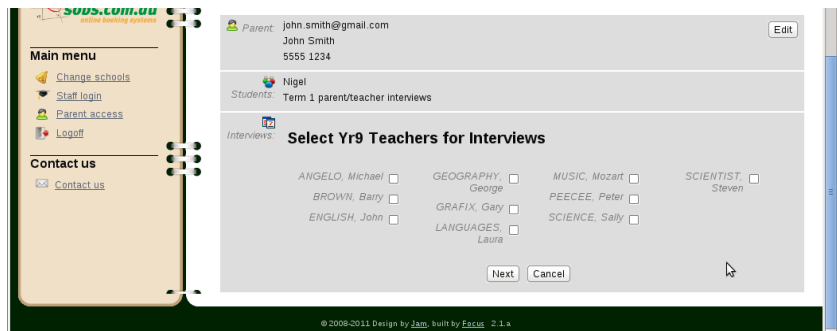 sobs.com.au
online booking systems
Main menu
Change schools
Staff login
Parent access
Logoff
Contact us
Contact us
Parent: john.smith@gmail.com
John Smith
5555 1234
Edit
Students: Nigel
Term 1 parent/teacher interviews
Interviews:
Select Yr9 Teachers for Interviews
ANGELO, Michael
BROWN, Barry
ENGLISH, John
GEOGRAPHY,
George
GRAFIX, Gary
LANGUAGES,
Laura
MUSIC, Mozart
PEECEE, Peter
SCIENCE, Sally
SCIENTIST,
Steven
Next Cancel
© 2008-2011 Design by Jam, built by Focus 2.1.a